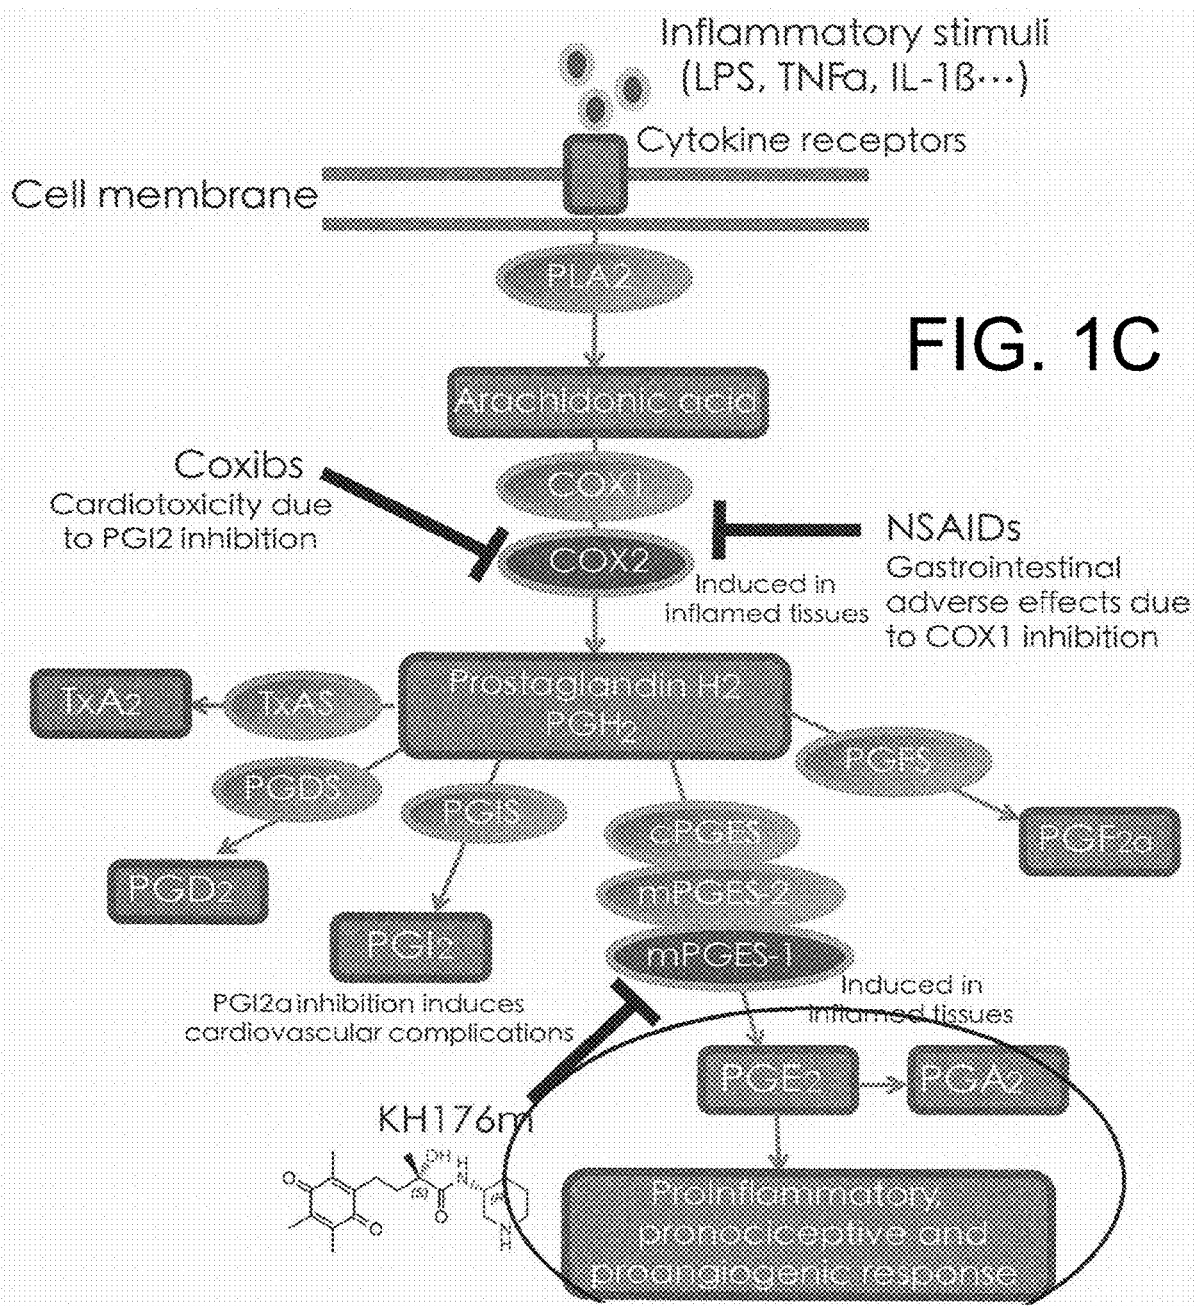 Inflammatory stimuli
(LPS, TNFa, IL-1ß···)
Cytokine receptors
Cell membrane
PLA2
FIG. 1C
Arachidonic acid
Coxibs
Cardiotoxicity due
to PGI2 inhibition
COX1
COX2
Induced in
inflamed tissues
NSAIDs
Gastrointestinal
adverse effects due
to COX1 inhibition
Prostaglandin H2
PGH2
TxA2
TxAS
PGDS
PGIS
cPGES
PGFS
PGF2a
PGD2
PGI2
mPGES-2
mPGES-1
PGI2a inhibition induces
cardiovascular complications
Induced in
inflamed tissues
PGE2
PGA2
KH176m
OH
H
N
O
(S)
O
O
N
H
Proinflammatory
pronociceptive and
proangiogenic response